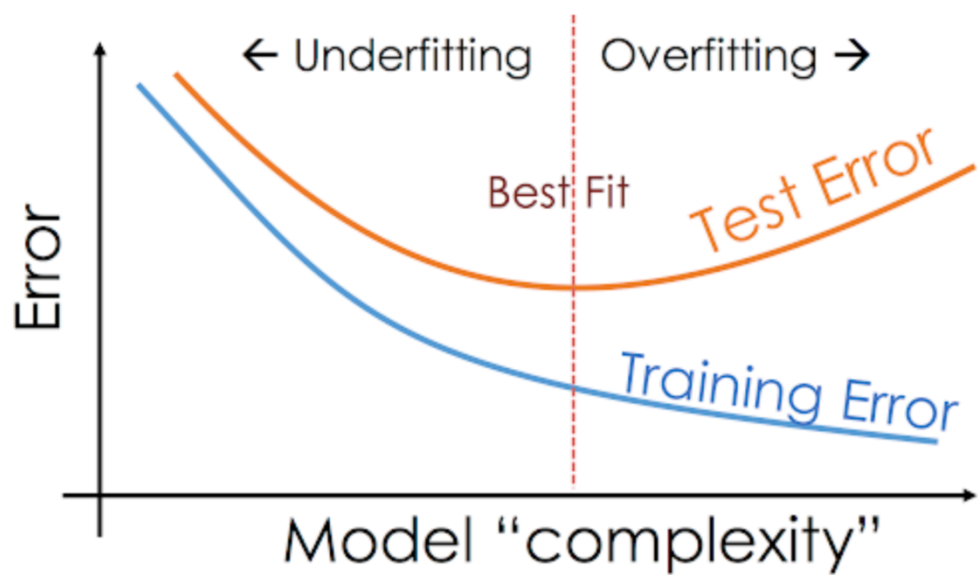 ← Underfitting
Overfitting →
Best Fit
Test Error
Error
Training Error
Model “complexity”